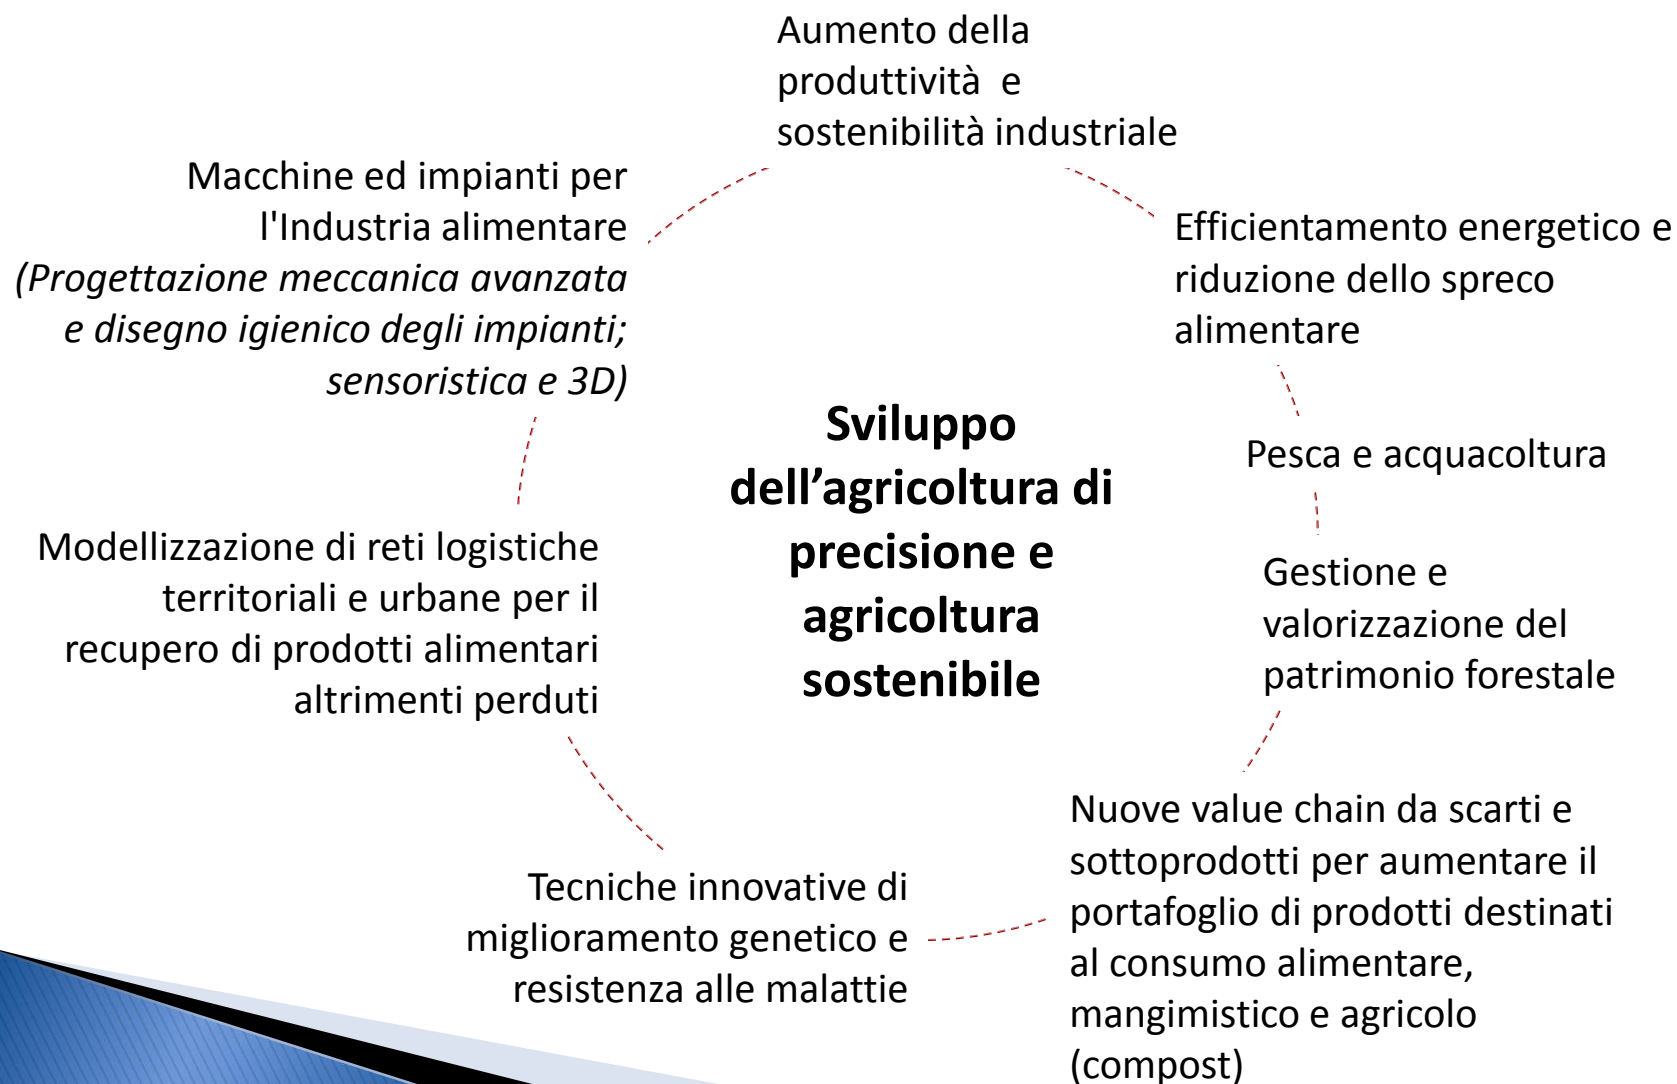 Aumento della
produttività e
sostenibilità industriale
Macchine ed impianti per
l'Industria alimentare
(Progettazione meccanica avanzata
e disegno igienico degli impianti;
sensoristica e 3D)
Efficientamento energetico e
riduzione dello spreco
alimentare
Sviluppo
dell’agricoltura di
precisione e
agricoltura
sostenibile
Pesca e acquacoltura
Modellizzazione di reti logistiche
territoriali e urbane per il
recupero di prodotti alimentari
altrimenti perduti
Gestione e
valorizzazione del
patrimonio forestale
Nuove value chain da scarti e
sottoprodotti per aumentare il
portafoglio di prodotti destinati
al consumo alimentare,
mangimistico e agricolo
(compost)
Tecniche innovative di
miglioramento genetico e
resistenza alle malattie